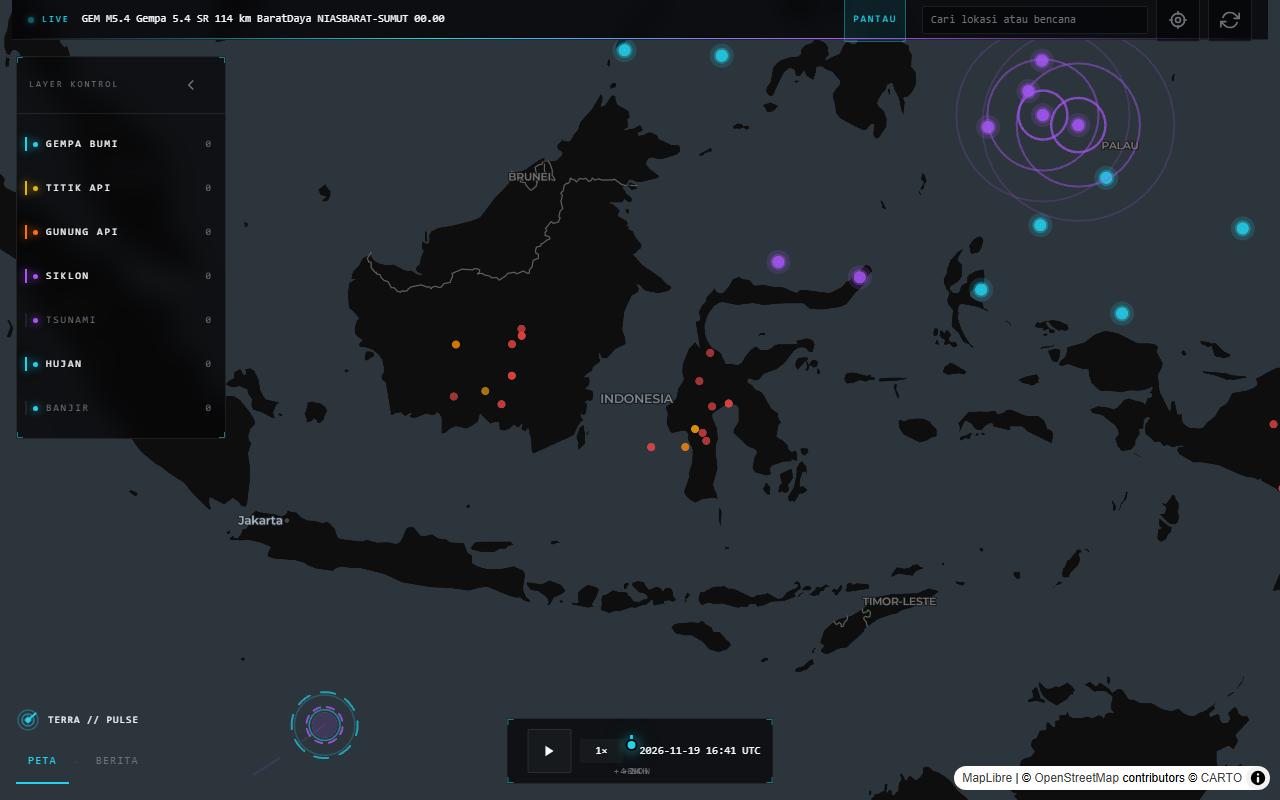 LIVE GEM M5.4 Gempa 5.4 SR 114 km BaratDaya NIASBARAT-SUMUT 00.00
PANTAU
Cari lokasi atau bencana
LAYER KONTROL
GEMPA BUMI 0
TITIK API 0
GUNUNG API 0
SIKLON 0
TSUNAMI 0
HUJAN 0
BANJIR 0
PALAU
BRUNEI
INDONESIA
Jakarta
TIMOR-LESTE
TERRA // PULSE
PETA
BERITA
1×
2026-11-19 16:41 UTC
MapLibre | © OpenStreetMap contributors © CARTO